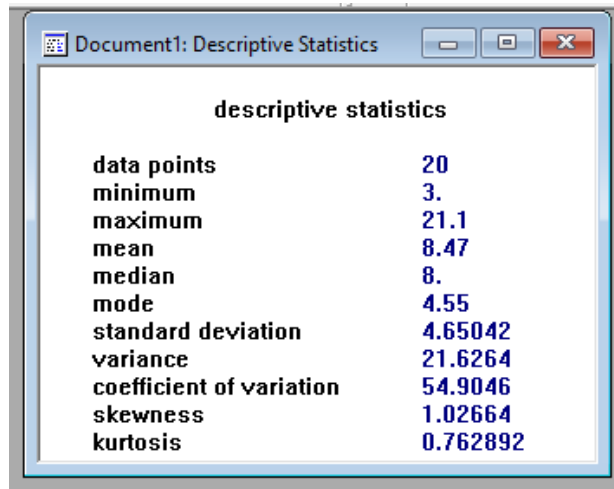 Document1: Descriptive Statistics
descriptive statistics
data points 20
minimum 3.
maximum 21.1
mean 8.47
median 8.
mode 4.55
standard deviation 4.65042
variance 21.6264
coefficient of variation 54.9046
skewness 1.02664
kurtosis 0.762892